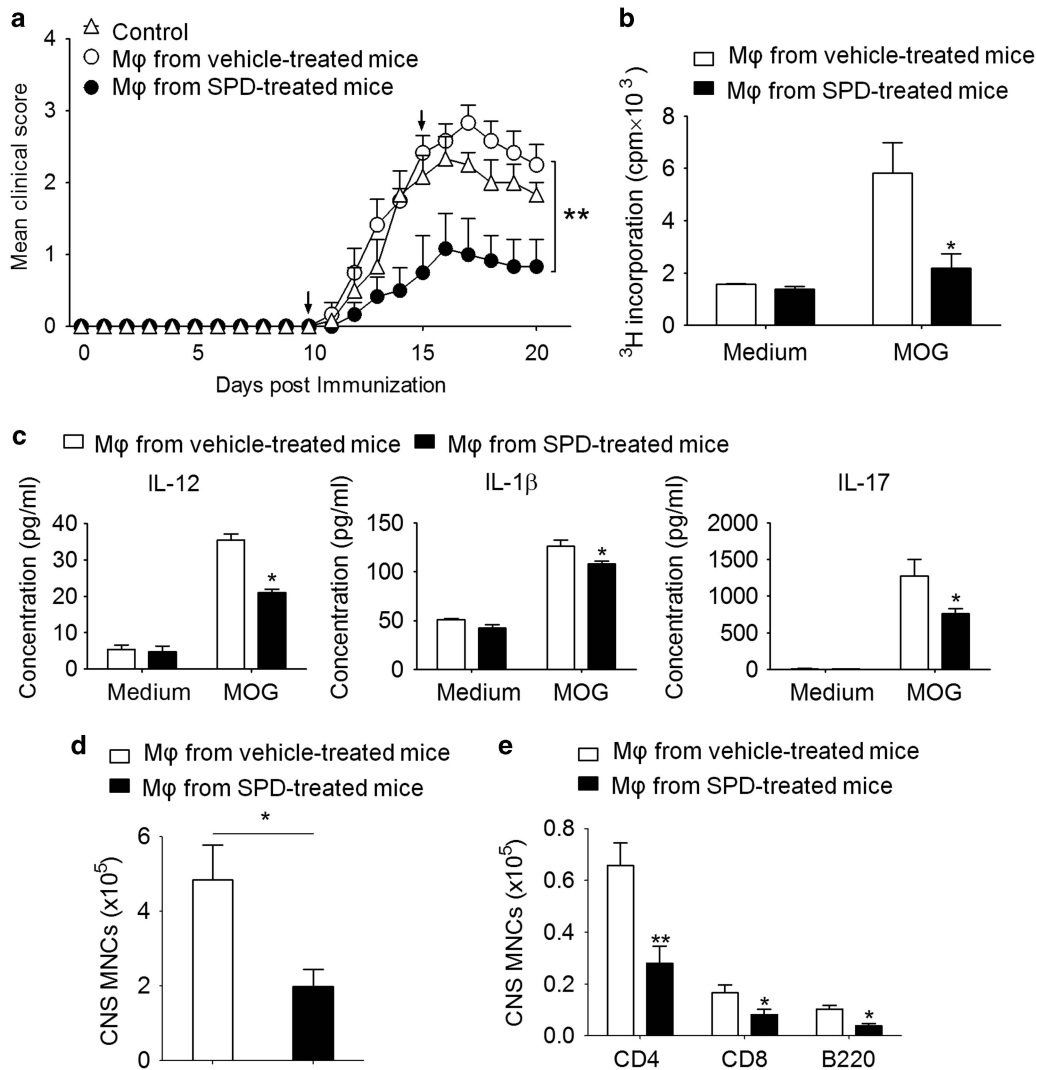 a
Control
Mφ from vehicle-treated mice
Mφ from SPD-treated mice
Mean clinical score
4
3
2
1
0
**
0 5 10 15 20
Days post Immunization
b
Mφ from vehicle-treated mice
Mφ from SPD-treated mice
³H incorporation (cpm×10³)
8
6
4
2
0
*
Medium MOG
c
Mφ from vehicle-treated mice Mφ from SPD-treated mice
IL-12
Concentration (pg/ml)
40
30
20
10
0
*
Medium MOG
IL-1β
Concentration (pg/ml)
150
100
50
0
*
Medium MOG
IL-17
Concentration (pg/ml)
2000
1500
1000
500
0
*
Medium MOG
d
Mφ from vehicle-treated mice
Mφ from SPD-treated mice
CNS MNCs (x10⁵)
6
4
2
0
*
e
Mφ from vehicle-treated mice
Mφ from SPD-treated mice
CNS MNCs (x10⁵)
0.8
0.6
0.4
0.2
0.0
** * *
CD4 CD8 B220